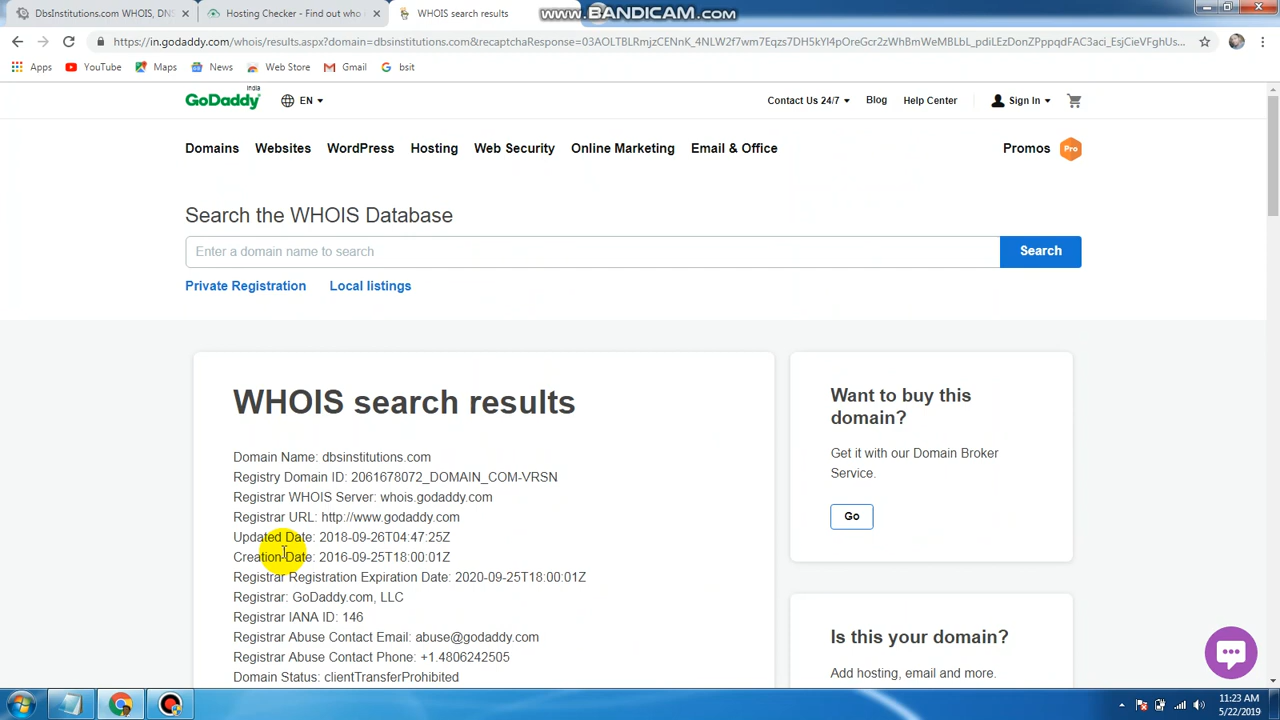 DbsInstitutions.com WHOIS, DN
Hosting Checker - Find out who
WHOIS search results
WWW.BANDICAM.COM
https://in.godaddy.com/whois/results.aspx?domain=dbsinstitutions.com&recaptchaResponse=
Apps YouTube Maps News Web Store Gmail bsit
India
GoDaddy
EN
Contact Us 24/7 Blog Help Center Sign In
Domains Websites WordPress Hosting Web Security Online Marketing Email & Office Promos Pro
Search the WHOIS Database
Enter a domain name to search Search
Private Registration Local listings
WHOIS search results
Domain Name: dbsinstitutions.com
Registry Domain ID: 2061678072_DOMAIN_COM-VRSN
Registrar WHOIS Server: whois.godaddy.com
Registrar URL: http://www.godaddy.com
Updated Date: 2018-09-26T04:47:25Z
Creation Date: 2016-09-25T18:00:01Z
Registrar Registration Expiration Date: 2020-09-25T18:00:01Z
Registrar: GoDaddy.com, LLC
Registrar IANA ID: 146
Registrar Abuse Contact Email: abuse@godaddy.com
Registrar Abuse Contact Phone: +1.4806242505
Domain Status: clientTransferProhibited
Want to buy this
domain?
Get it with our Domain Broker
Service.
Go
Is this your domain?
Add hosting, email and more.
11:23 AM
5/22/2019